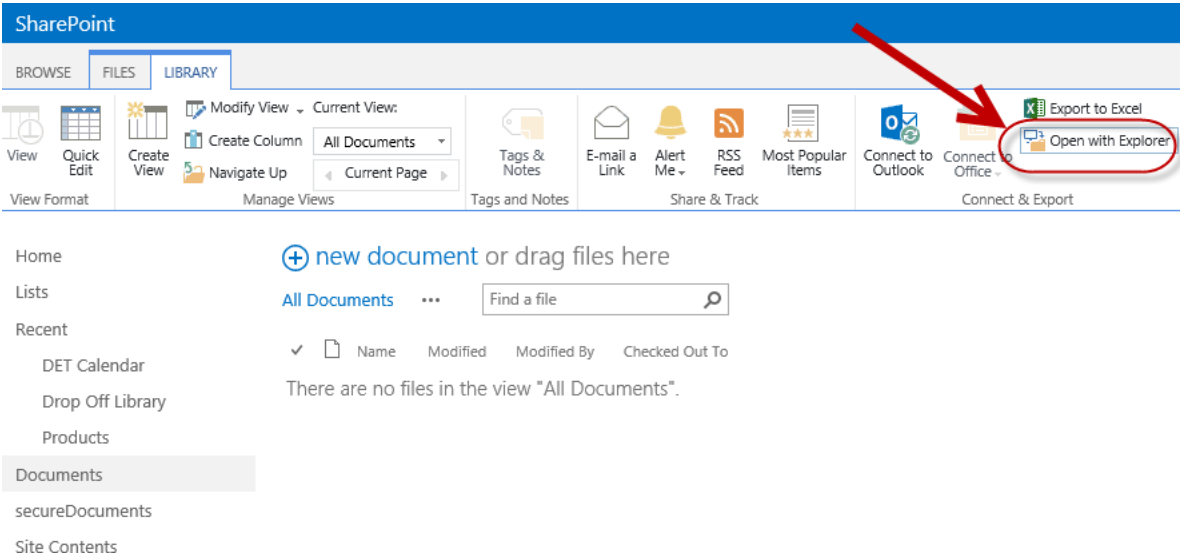 SharePoint
BROWSE FILES LIBRARY
View
Quick
Edit
View Format
Create
View
Modify View
Create Column
Navigate Up
Current View:
All Documents
Current Page
Manage Views
Tags &
Notes
Tags and Notes
E-mail a
Link
Alert
Me
RSS
Feed
Most Popular
Items
Share & Track
Connect to
Outlook
Connect to
Office
Export to Excel
Open with Explorer
Connect & Export
Home
Lists
Recent
DET Calendar
Drop Off Library
Products
Documents
secureDocuments
Site Contents
new document or drag files here
All Documents ••• Find a file
Name Modified Modified By Checked Out To
There are no files in the view "All Documents".